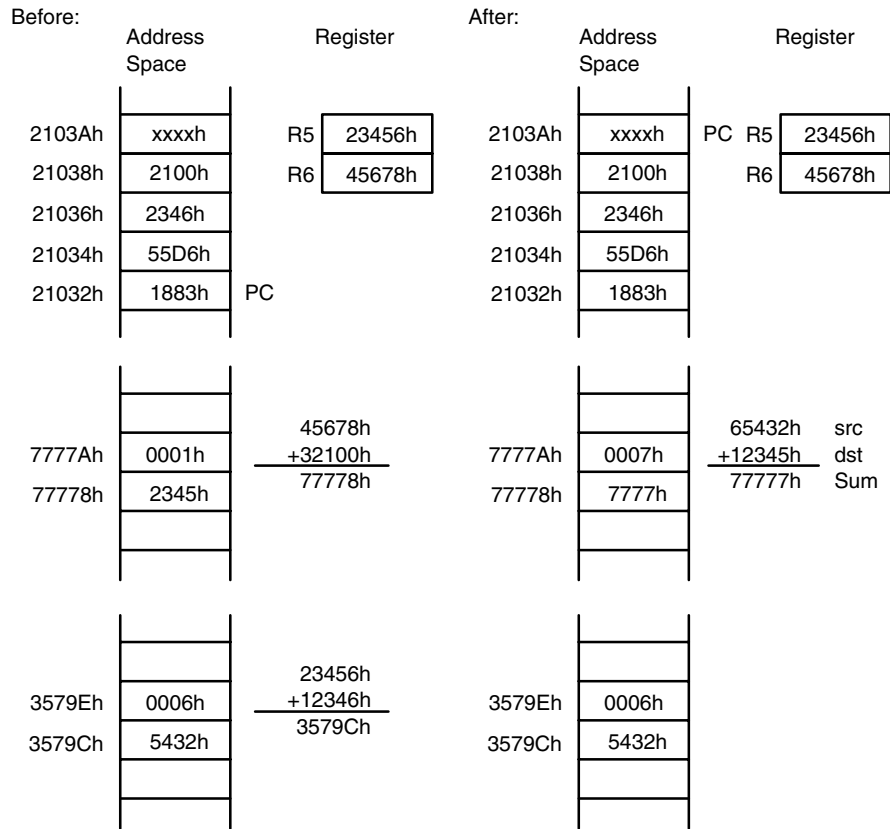 Before:
Address Space
Register
2103Ah xxxxh R5 23456h
21038h 2100h R6 45678h
21036h 2346h
21034h 55D6h
21032h 1883h PC
45678h
7777Ah 0001h +32100h
77778h 2345h 77778h
23456h
3579Eh 0006h +12346h
3579Ch 5432h 3579Ch
After:
Address Space
Register
2103Ah xxxxh PC R5 23456h
21038h 2100h R6 45678h
21036h 2346h
21034h 55D6h
21032h 1883h
65432h src
7777Ah 0007h +12345h dst
77778h 7777h 77777h Sum
3579Eh 0006h
3579Ch 5432h